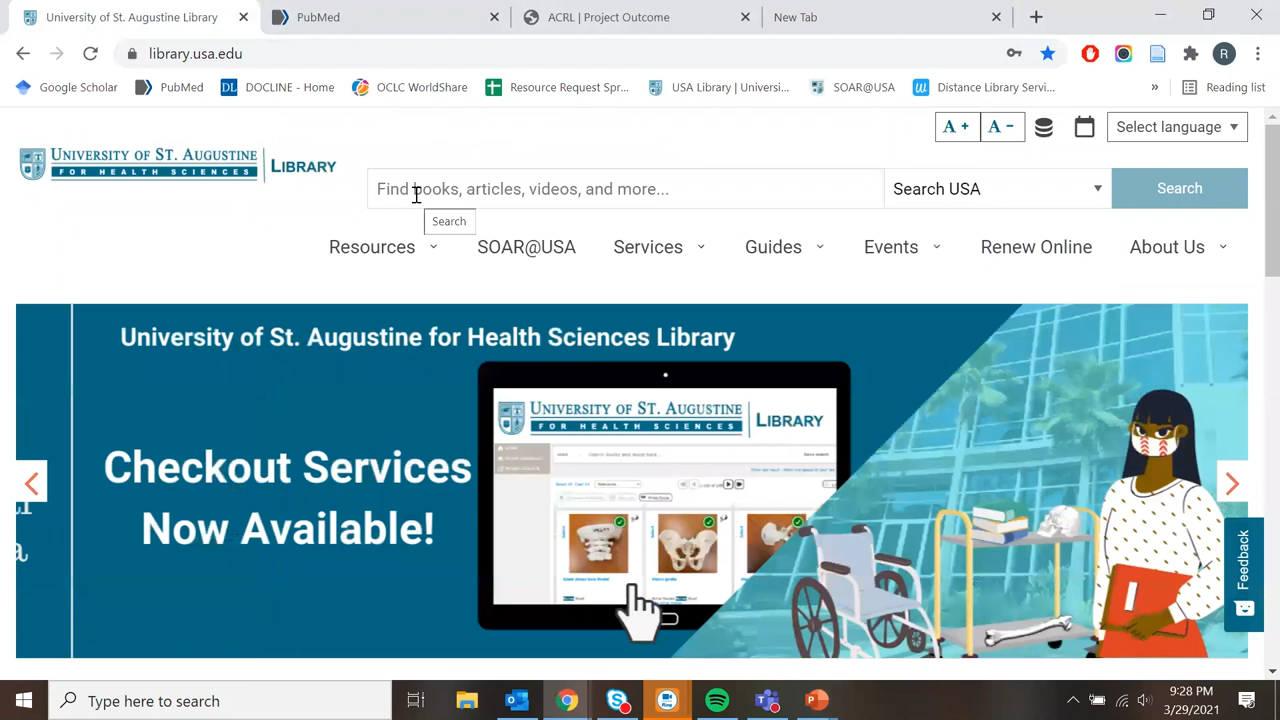 University of St. Augustine Library
PubMed
ACRL | Project Outcome
New Tab
library.usa.edu
R
Google Scholar
PubMed
DL
DOCLINE - Home
OCLC WorldShare
Resource Request Spr...
USA Library | Universi...
SOAR@USA
Distance Library Servi...
»
Reading list
A +
A -
Select language
UNIVERSITY OF ST. AUGUSTINE
FOR HEALTH SCIENCES
LIBRARY
Find books, articles, videos, and more...
Search USA
Search
Search
Resources
SOAR@USA
Services
Guides
Events
Renew Online
About Us
University of St. Augustine for Health Sciences Library
UNIVERSITY OF ST. AUGUSTINE
FOR HEALTH SCIENCES
LIBRARY
Checkout Services
Now Available!
a
Feedback
Type here to search
9:28 PM
3/29/2021